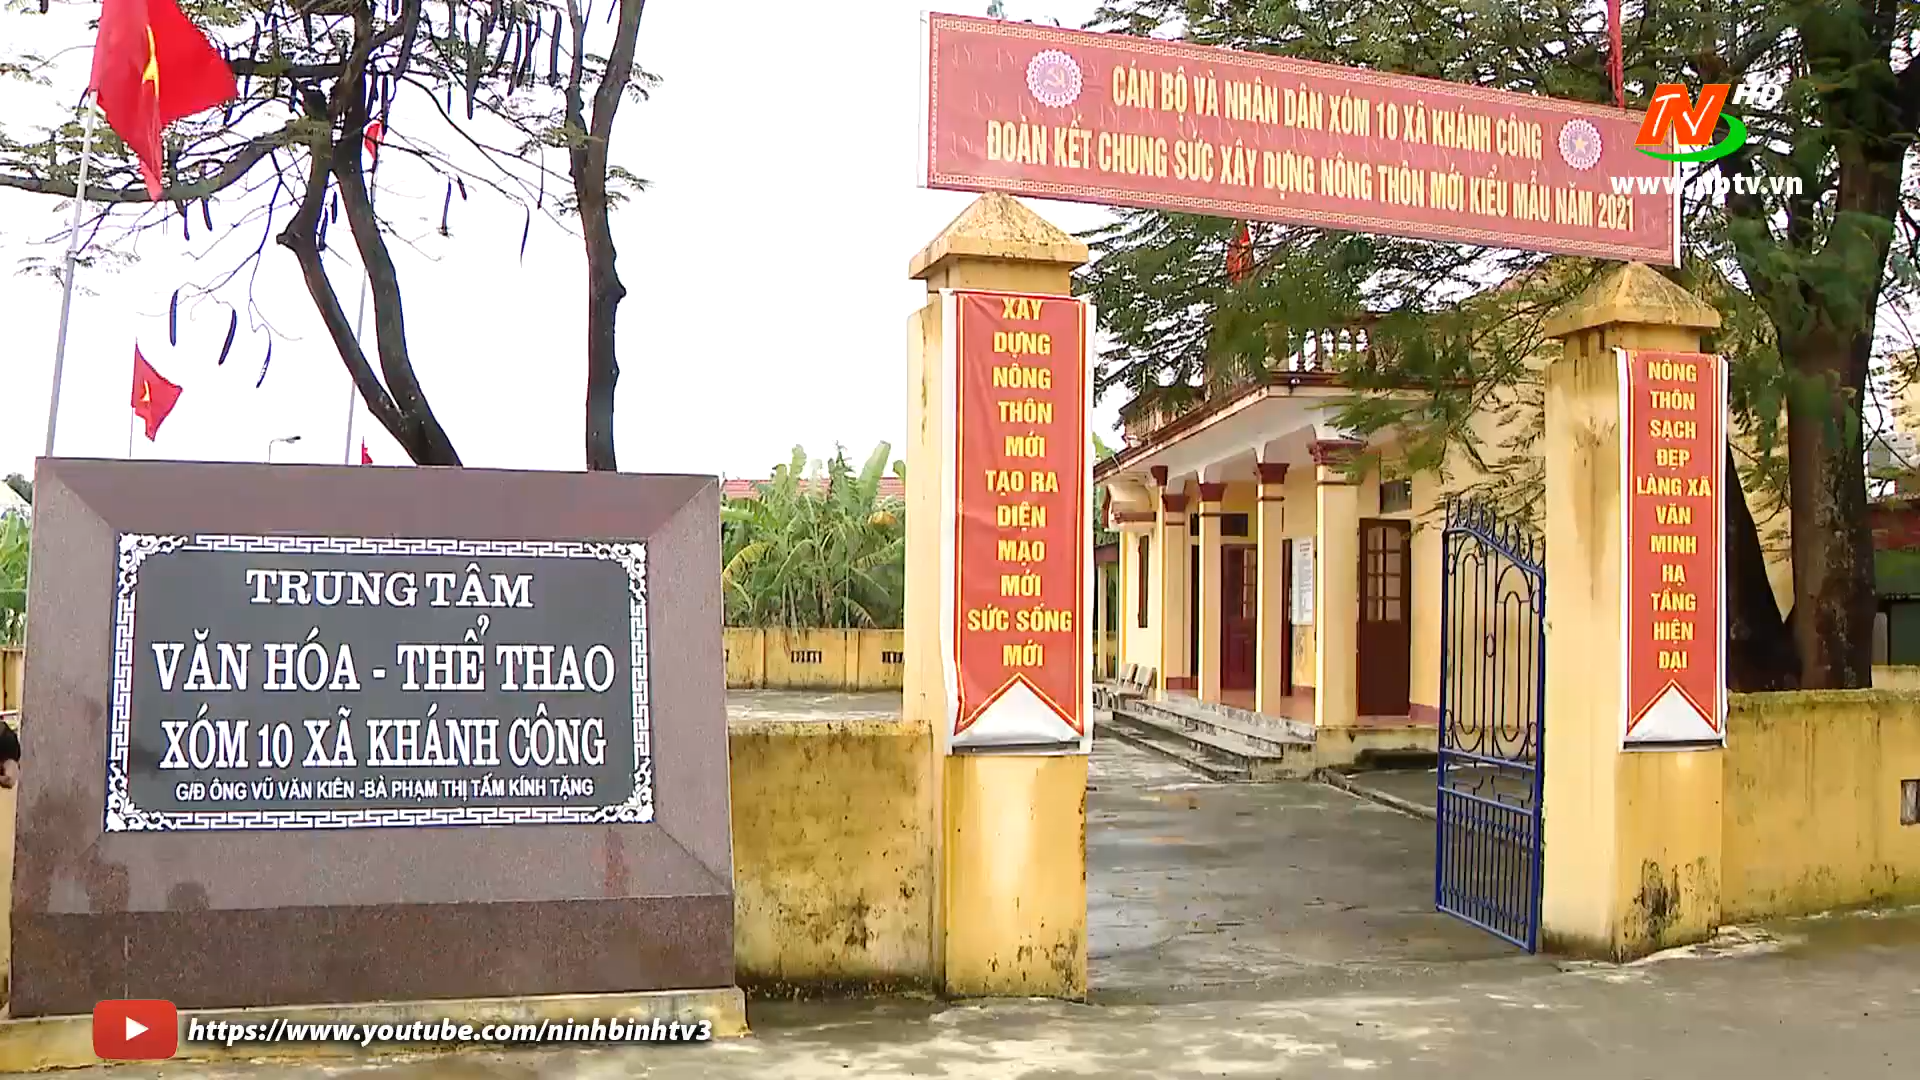 CÁN BỘ VÀ NHÂN DÂN XÓM 10 XÃ KHÁNH CÔNG
ĐOÀN KẾT CHUNG SỨC XÂY DỰNG NÔNG THÔN MỚI KIỂU MẪU NĂM 2021
HD
www.nbtv.vn
XÂY
DỰNG
NÔNG
THÔN
MỚI
TẠO RA
DIỆN
MẠO
MỚI
SỨC SỐNG
MỚI
NÔNG
THÔN
SẠCH
ĐẸP
LÀNG XÃ
VĂN
MINH
HẠ
TẦNG
HIỆN
ĐẠI
TRUNG TÂM
VĂN HÓA - THỂ THAO
XÓM 10 XÃ KHÁNH CÔNG
G/Đ ÔNG VŨ VĂN KIÊN -BÀ PHẠM THỊ TẤM KÍNH TẶNG
https://www.youtube.com/ninhbinhtv3